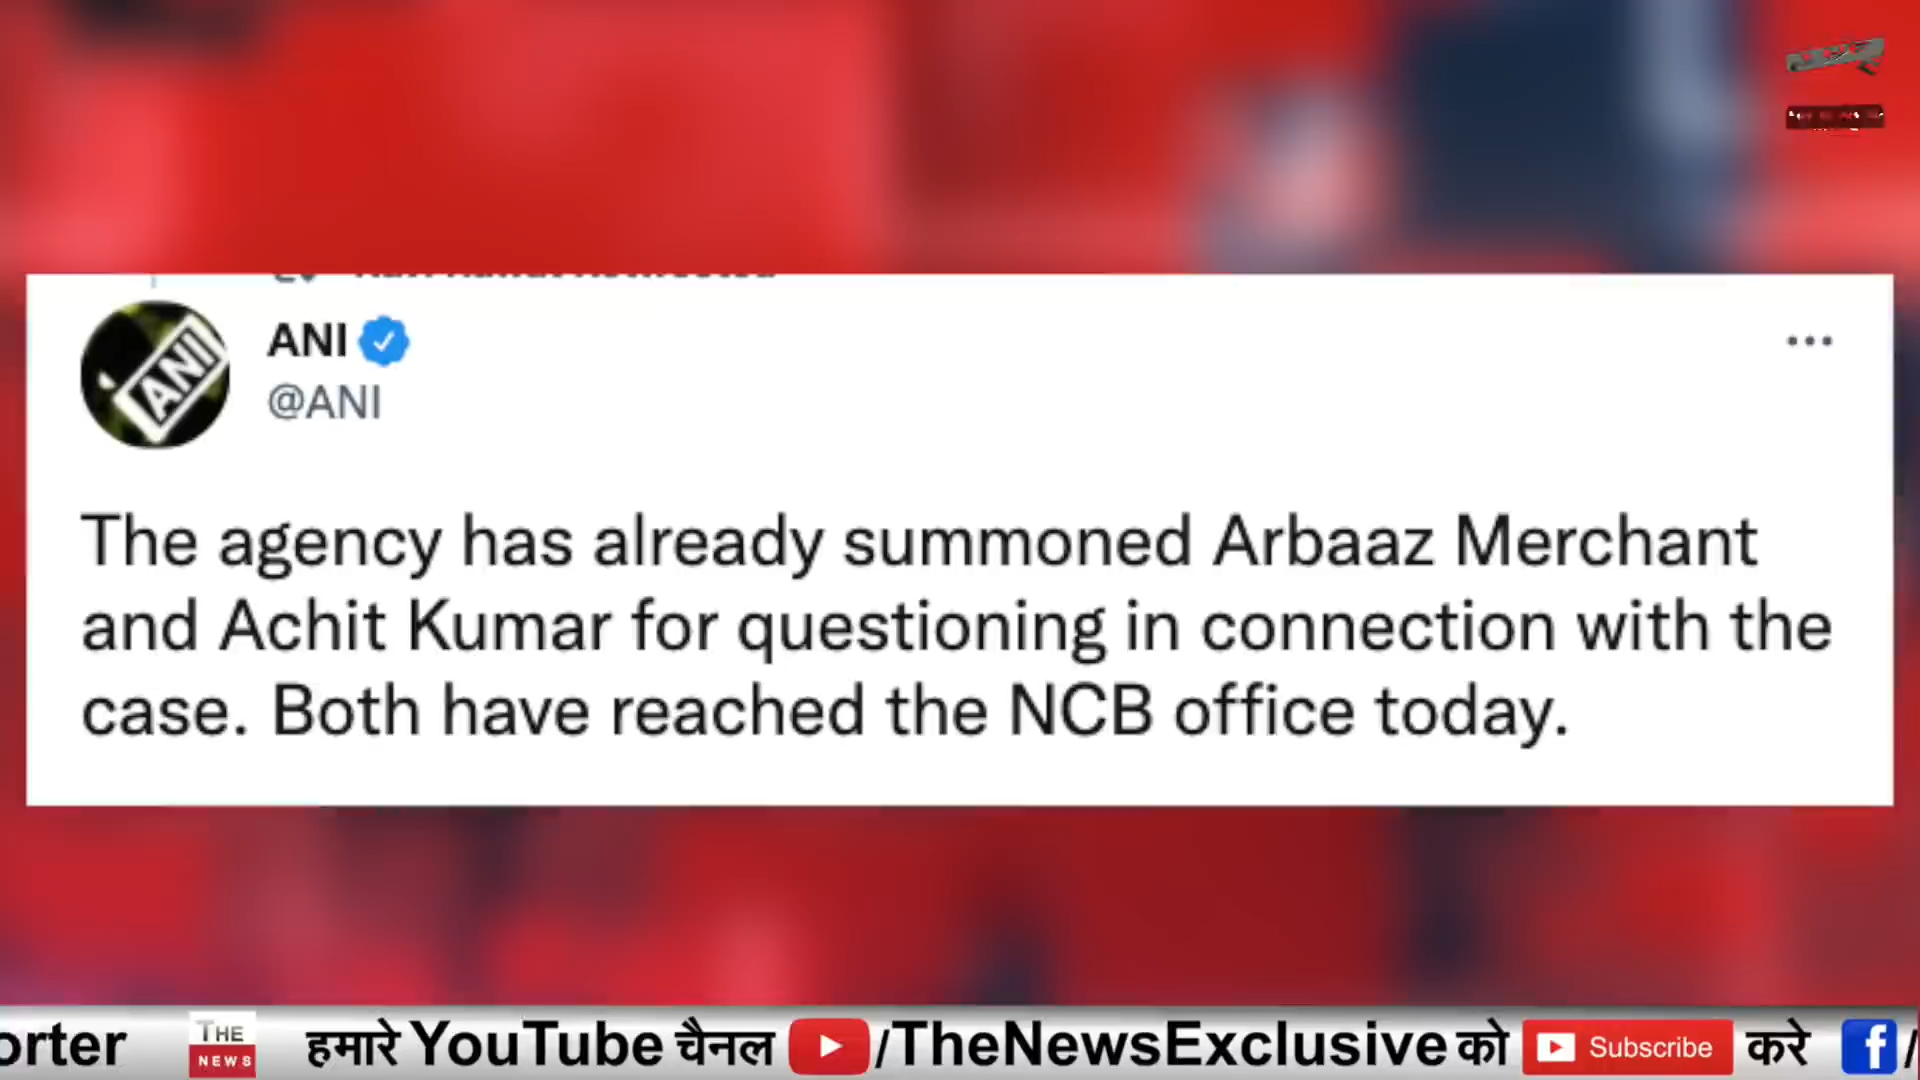 ANI
@ANI
ANI
The agency has already summoned Arbaaz Merchant
and Achit Kumar for questioning in connection with the
case. Both have reached the NCB office today.
orter THE NEWS हमारे YouTube चैनल /TheNewsExclusive को Subscribe करे f /